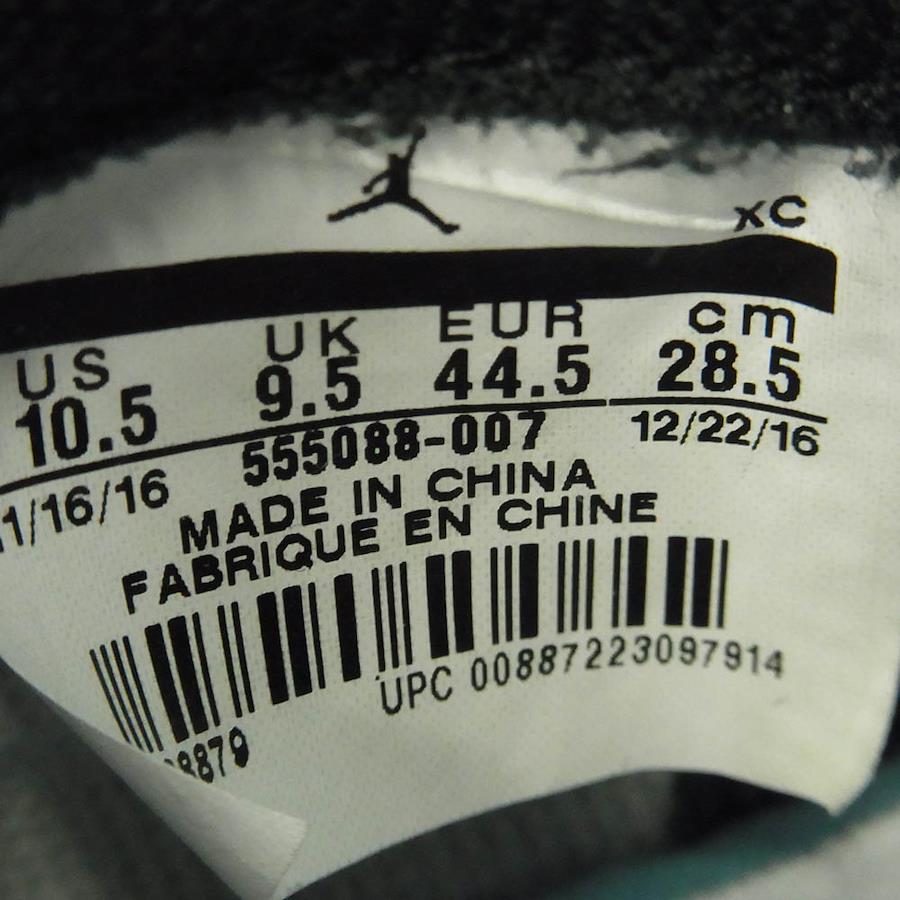 xC
US UK EUR cm
10.5 9.5 44.5 28.5
1/16/16 555088-007 12/22/16
MADE IN CHINA
FABRIQUE EN CHINE
UPC 00887223097914
8879